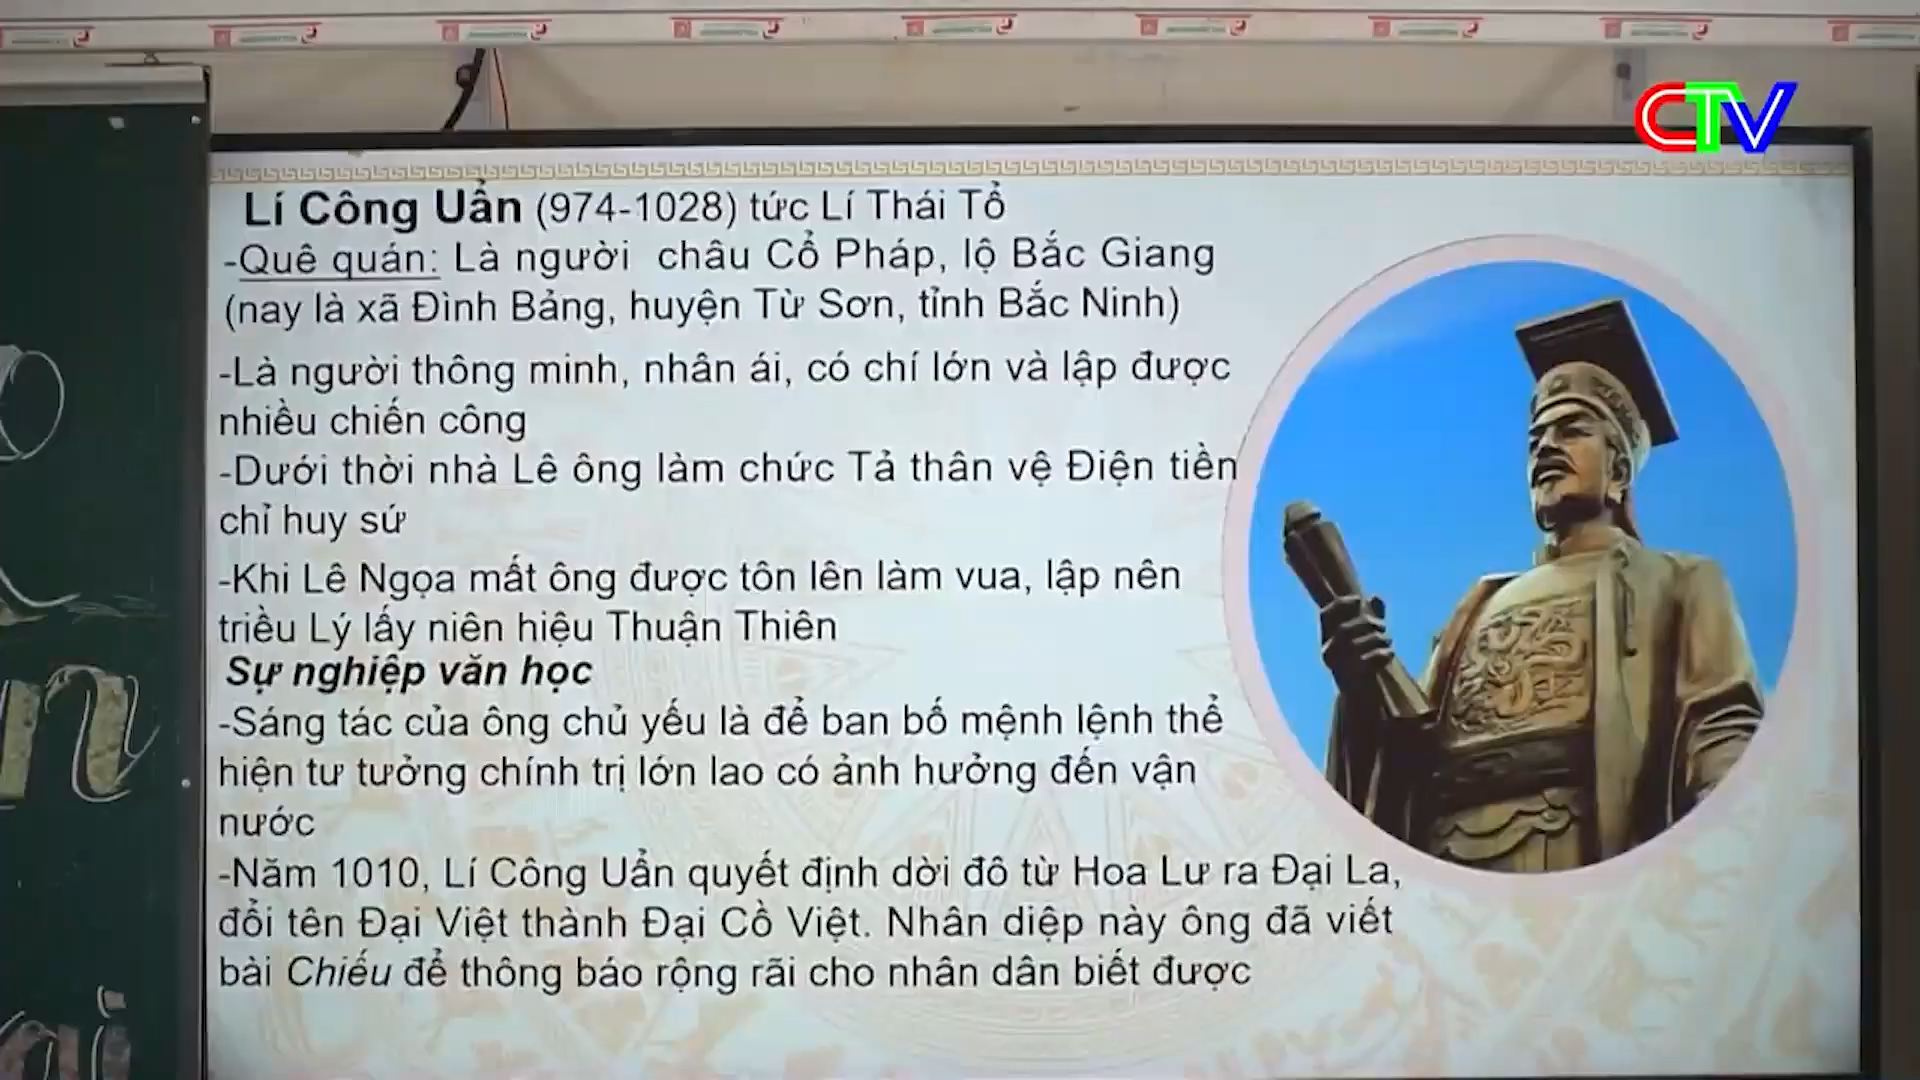 CTV
Lí Công Uẩn (974-1028) tức Lí Thái Tổ
-Quê quán: Là người châu Cổ Pháp, lộ Bắc Giang
(nay là xã Đình Bảng, huyện Từ Sơn, tỉnh Bắc Ninh)
-Là người thông minh, nhân ái, có chí lớn và lập được
nhiều chiến công
-Dưới thời nhà Lê ông làm chức Tả thân vệ Điện tiền
chỉ huy sứ
-Khi Lê Ngọa mất ông được tôn lên làm vua, lập nên
triều Lý lấy niên hiệu Thuận Thiên
Sự nghiệp văn học
-Sáng tác của ông chủ yếu là để ban bố mệnh lệnh thể
hiện tư tưởng chính trị lớn lao có ảnh hưởng đến vận
nước
-Năm 1010, Lí Công Uẩn quyết định dời đô từ Hoa Lư ra Đại La,
đổi tên Đại Việt thành Đại Cồ Việt. Nhân diệp này ông đã viết
bài Chiếu để thông báo rộng rãi cho nhân dân biết được